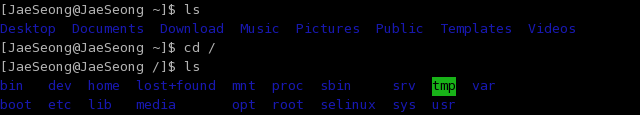 [JaeSeong@JaeSeong ~]$ ls
Desktop  Documents  Download  Music  Pictures  Public  Templates  Videos
[JaeSeong@JaeSeong ~]$ cd /
[JaeSeong@JaeSeong /]$ ls
bin   dev  home  lost+found  mnt  proc  sbin     srv  tmp  var
boot  etc  lib   media       opt  root  selinux  sys  usr